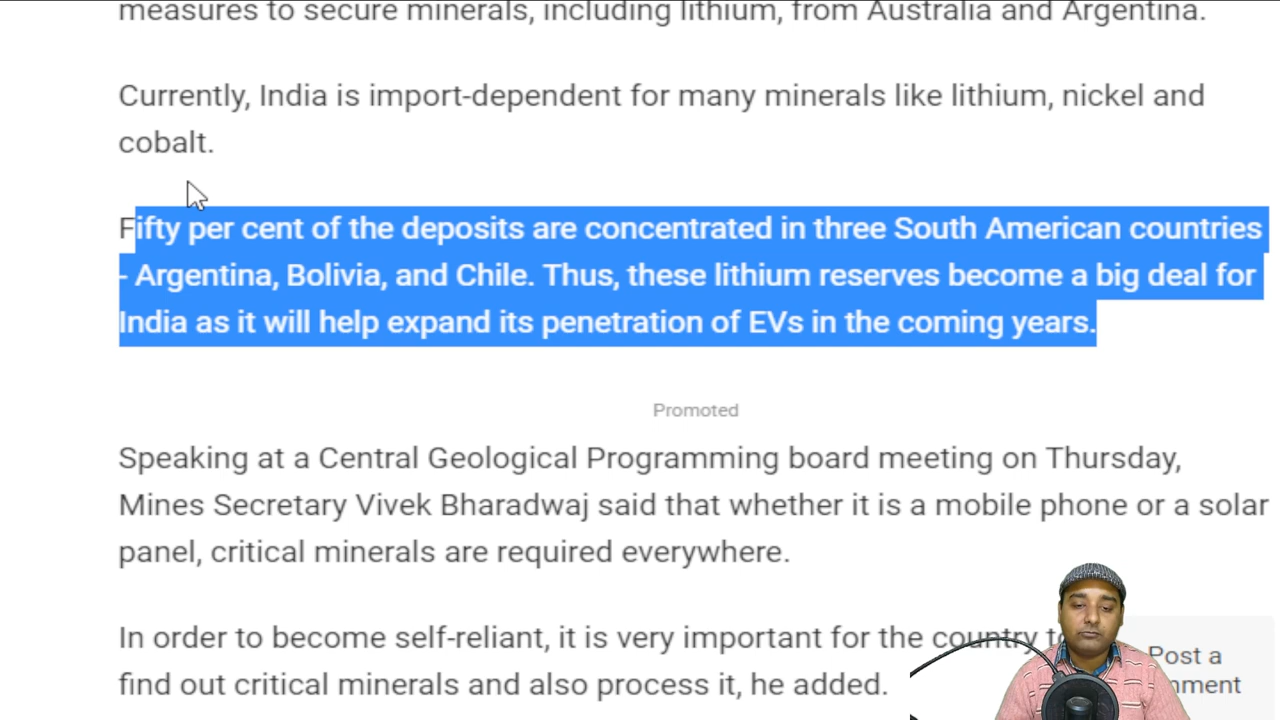 measures to secure minerals, including lithium, from Australia and Argentina.
Currently, India is import-dependent for many minerals like lithium, nickel and
cobalt.
Fifty per cent of the deposits are concentrated in three South American countries
- Argentina, Bolivia, and Chile. Thus, these lithium reserves become a big deal for
India as it will help expand its penetration of EVs in the coming years.
Promoted
Speaking at a Central Geological Programming board meeting on Thursday,
Mines Secretary Vivek Bharadwaj said that whether it is a mobile phone or a solar
panel, critical minerals are required everywhere.
In order to become self-reliant, it is very important for the country
find out critical minerals and also process it, he added.
Post a